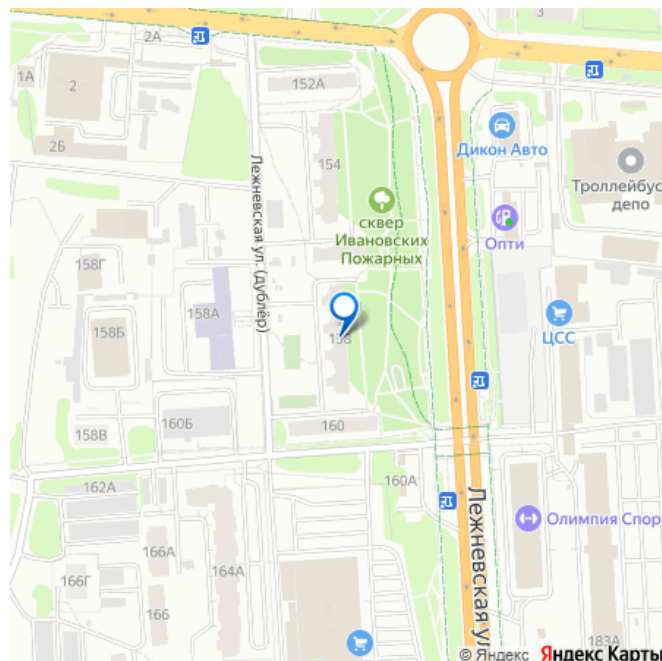 3
2А
1А
2
152А
2Б
Дикон Авто
154
Троллейбус
депо
сквер
Ивановских
Пожарных
Опти
Лежневская ул. (дублёр)
158Г
158А
158Б
158
ЦСС
160Б
160
158В
162А
160А
Лежневская ул
Олимпия Спорт
166А
164А
166Г
166
183А
© Яндекс Яндекс Карты